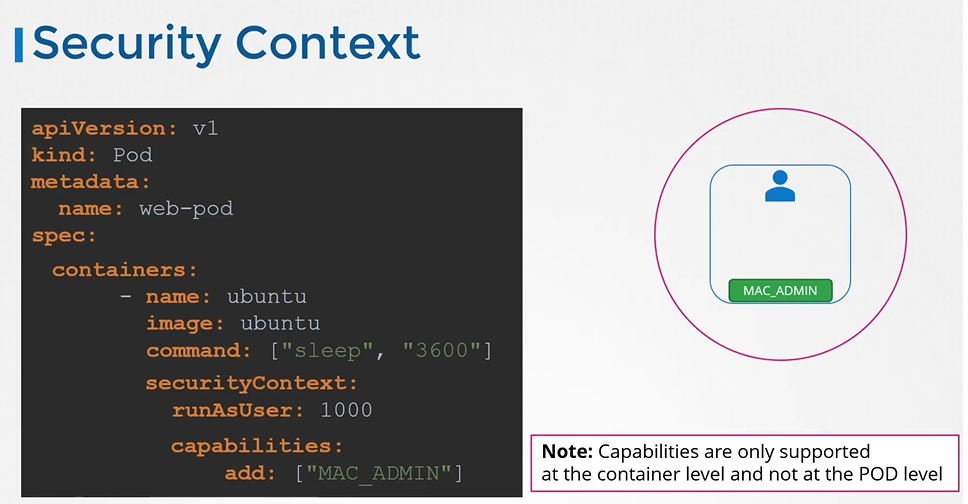 Security Context
apiVersion: v1
kind: Pod
metadata:
  name: web-pod
spec:
  containers:
      - name: ubuntu
        image: ubuntu
        command: ["sleep", "3600"]
        securityContext:
          runAsUser: 1000
          capabilities:
              add: ["MAC_ADMIN"]
MAC_ADMIN
Note: Capabilities are only supported
at the container level and not at the POD level